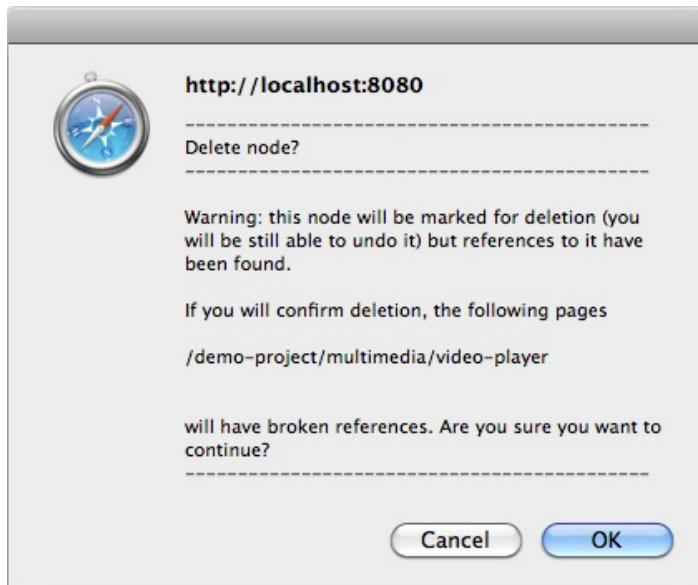 http://localhost:8080
--------------------------------------------
Delete node?
--------------------------------------------
Warning: this node will be marked for deletion (you
will be still able to undo it) but references to it have
been found.
If you will confirm deletion, the following pages
/demo-project/multimedia/video-player
will have broken references. Are you sure you want to
continue?
--------------------------------------------
Cancel OK